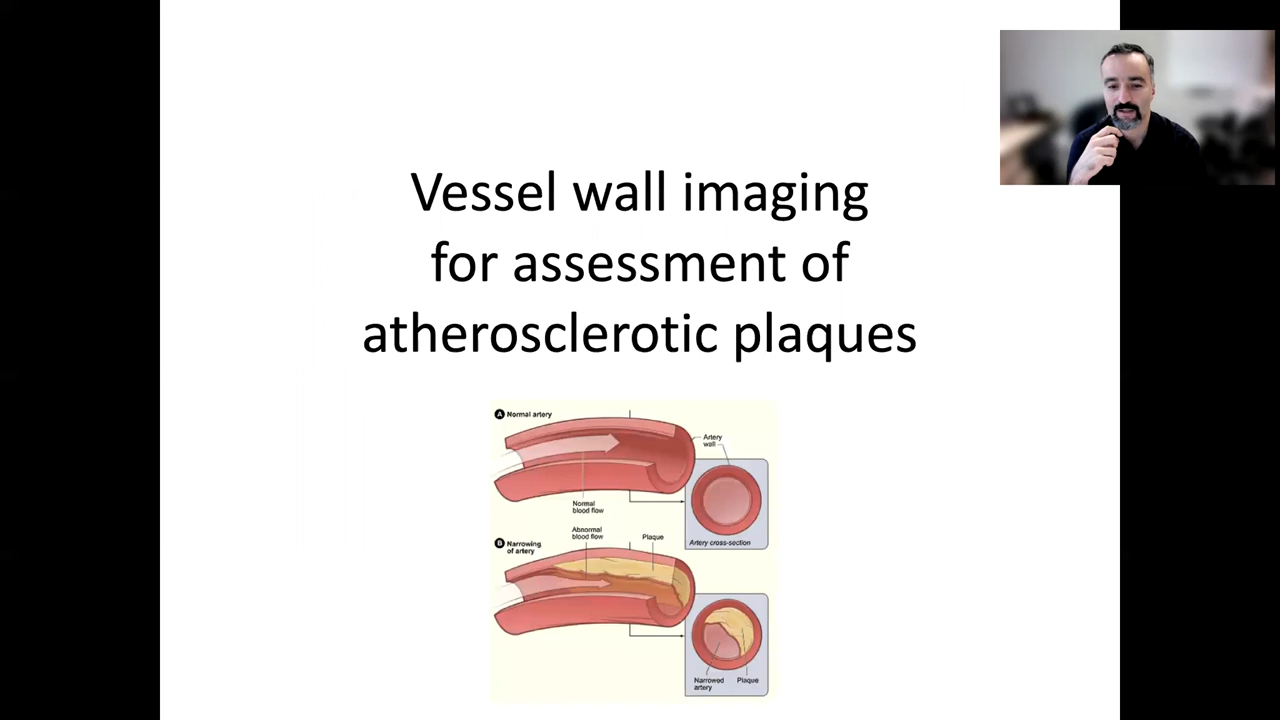 Vessel wall imaging
for assessment of
atherosclerotic plaques
A Normal artery
Artery
wall
Normal
blood flow
Artery cross-section
Abnormal
blood flow
Plaque
B Narrowing
of artery
Narrowed
artery
Plaque